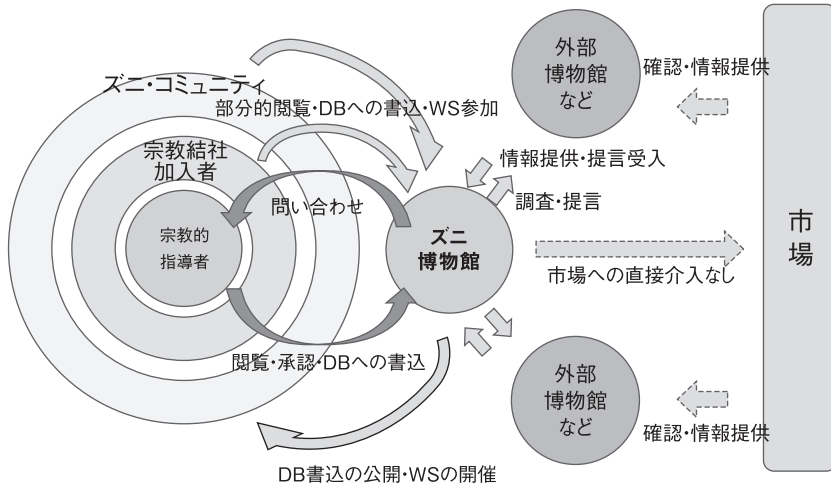 ズニ・コミュニティ
宗教結社
加入者
宗教的
指導者
部分的閲覧・DBへの書込・WS参加
問い合わせ
閲覧・承認・DBへの書込
DB書込の公開・WSの開催
ズニ
博物館
外部
博物館
など
確認・情報提供
情報提供・提言受入
調査・提言
市場への直接介入なし
外部
博物館
など
確認・情報提供
市
場